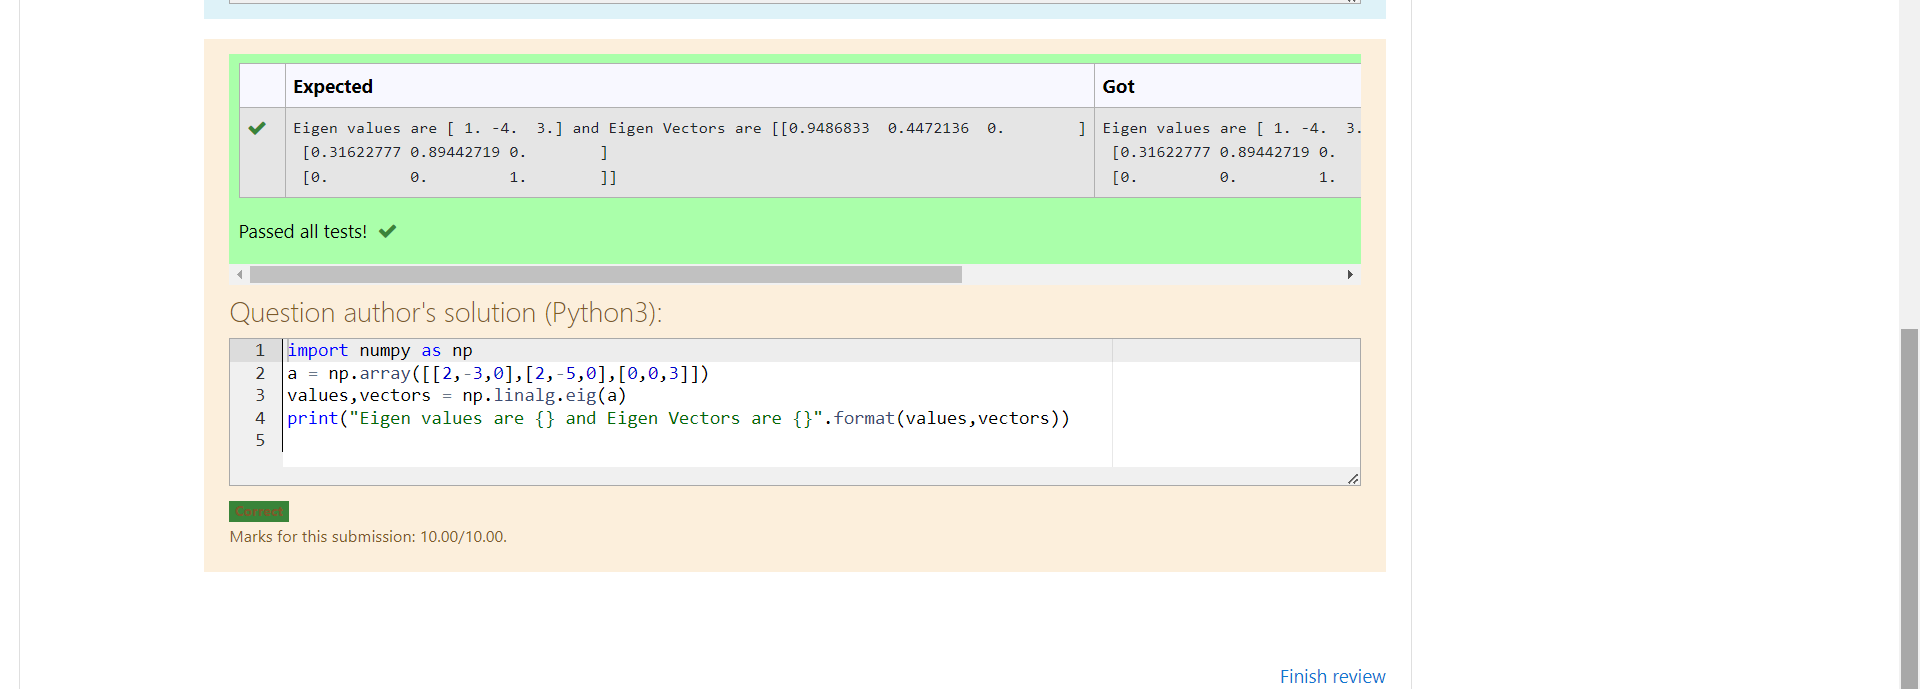 Expected Got
Eigen values are [ 1. -4.  3.] and Eigen Vectors are [[0.9486833  0.4472136  0.        ] Eigen values are [ 1. -4.  3.
[0.31622777 0.89442719 0.        ] [0.31622777 0.89442719 0.
[0.         0.         1.        ]] [0.         0.         1.
Passed all tests!
Question author's solution (Python3):
1 import numpy as np
2 a = np.array([[2,-3,0],[2,-5,0],[0,0,3]])
3 values,vectors = np.linalg.eig(a)
4 print("Eigen values are {} and Eigen Vectors are {}".format(values,vectors))
5
Correct
Marks for this submission: 10.00/10.00.
Finish review